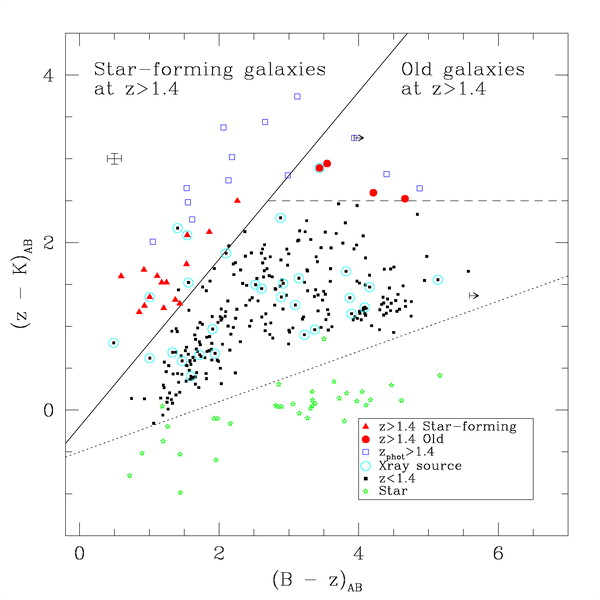 Star-forming galaxies
at z>1.4
Old galaxies
at z>1.4
4
2
0
(z - K)AB
z>1.4 Star-forming
z>1.4 Old
zphot>1.4
Xray source
z<1.4
Star
0 2 4 6
(B - z)AB